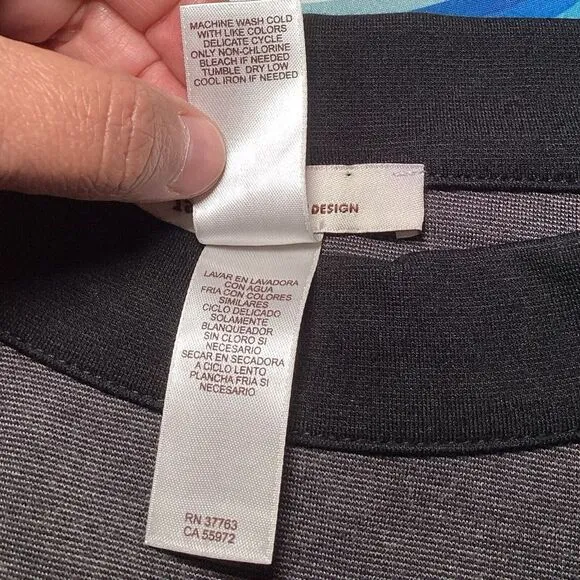 MACHINE WASH COLD
WITH LIKE COLORS
DELICATE CYCLE
ONLY NON-CHLORINE
BLEACH IF NEEDED
TUMBLE DRY LOW
COOL IRON IF NEEDED
DESIGN
LAVAR EN LAVADORA
CON AGUA
FRIA CON COLORES
SIMILARES
CICLO DELICADO
SOLAMENTE
BLANQUEADOR
SIN CLORO SI
NECESARIO
SECAR EN SECADORA
A CICLO LENTO
PLANCHA FRIA SI
NECESARIO
RN 37763
CA 55972